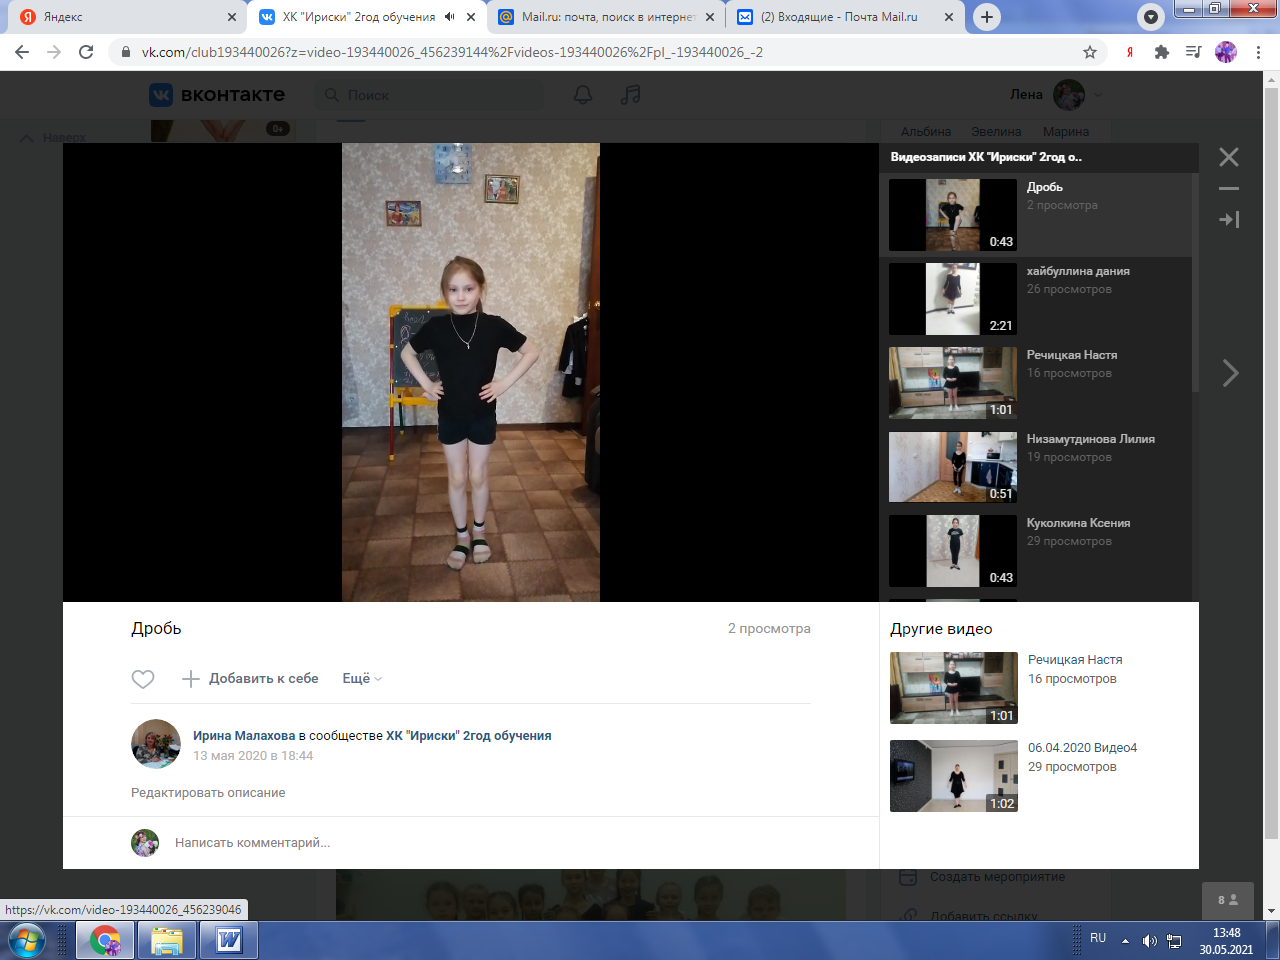 Яндекс
ХК "Ириски" 2год обучения
Mail.ru: почта, поиск в интернет
(2) Входящие - Почта Mail.ru
vk.com/club193440026?z=video-193440026_456239144%2Fvideos-193440026%2Fpl_-193440026_-2
вконтакте
Поиск
Лена
Наверх
0+
Альбина Эвелина Марина
Видеозаписи ХК "Ириски" 2год о..
Дробь
2 просмотра
0:43
хайбуллина дания
26 просмотров
2:21
Речицкая Настя
16 просмотров
1:01
Низамутдинова Лилия
19 просмотров
0:51
Куколкина Ксения
29 просмотров
0:43
Дробь
2 просмотра
Добавить к себе
Ещё
Ирина Малахова в сообществе ХК "Ириски" 2год обучения
13 мая 2020 в 18:44
Редактировать описание
Написать комментарий...
Другие видео
Речицкая Настя
16 просмотров
1:01
06.04.2020 Видео4
29 просмотров
1:02
Создать мероприятие
Добавить ссылку
8
https://vk.com/video-193440026_456239046
RU
13:48
30.05.2021